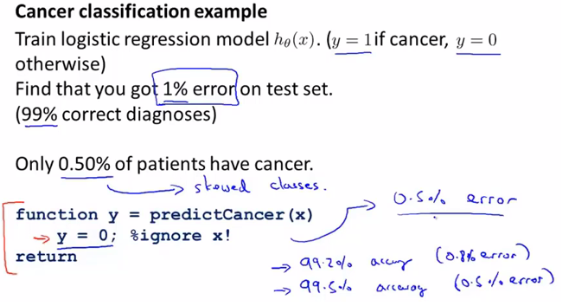 Cancer classification example
Train logistic regression model hθ(x). (y = 1 if cancer, y = 0
otherwise)
Find that you got 1% error on test set.
(99% correct diagnoses)
Only 0.50% of patients have cancer.
skewed classes.
0.5% error
function y = predictCancer(x)
→ y = 0; %ignore x!
return
→ 99.2% accuracy (0.8% error)
→ 99.5% accuracy (0.5% error)